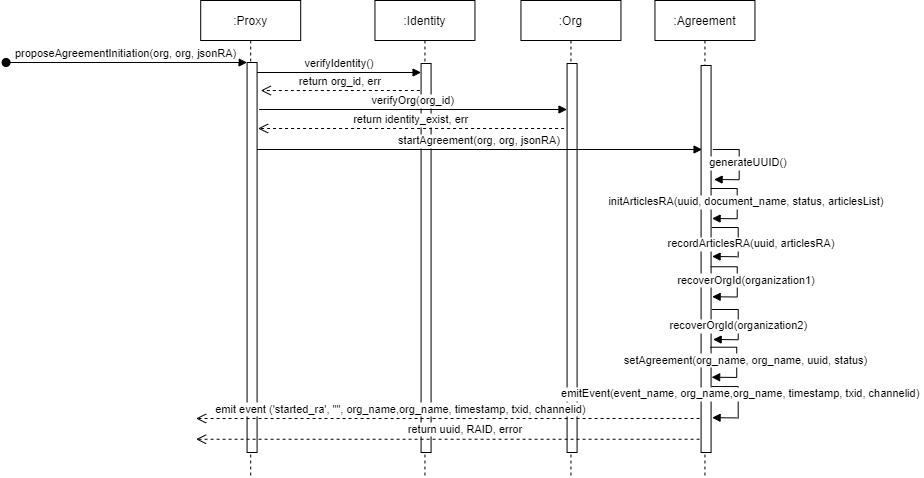 :Proxy
:Identity
:Org
:Agreement
proposeAgreementInitiation(org, org, jsonRA)
verifyIdentity()
return org_id, err
verifyOrg(org_id)
return identity_exist, err
startAgreement(org, org, jsonRA)
generateUUID()
initArticlesRA(uuid, document_name, status, articlesList)
recordArticlesRA(uuid, articlesRA)
recoverOrgId(organization1)
recoverOrgId(organization2)
setAgreement(org_name, org_name, uuid, status)
emitEvent(event_name, org_name,org_name, timestamp, txid, channelid)
emit event ('started_ra', "", org_name,org_name, timestamp, txid, channelid)
return uuid, RAID, error